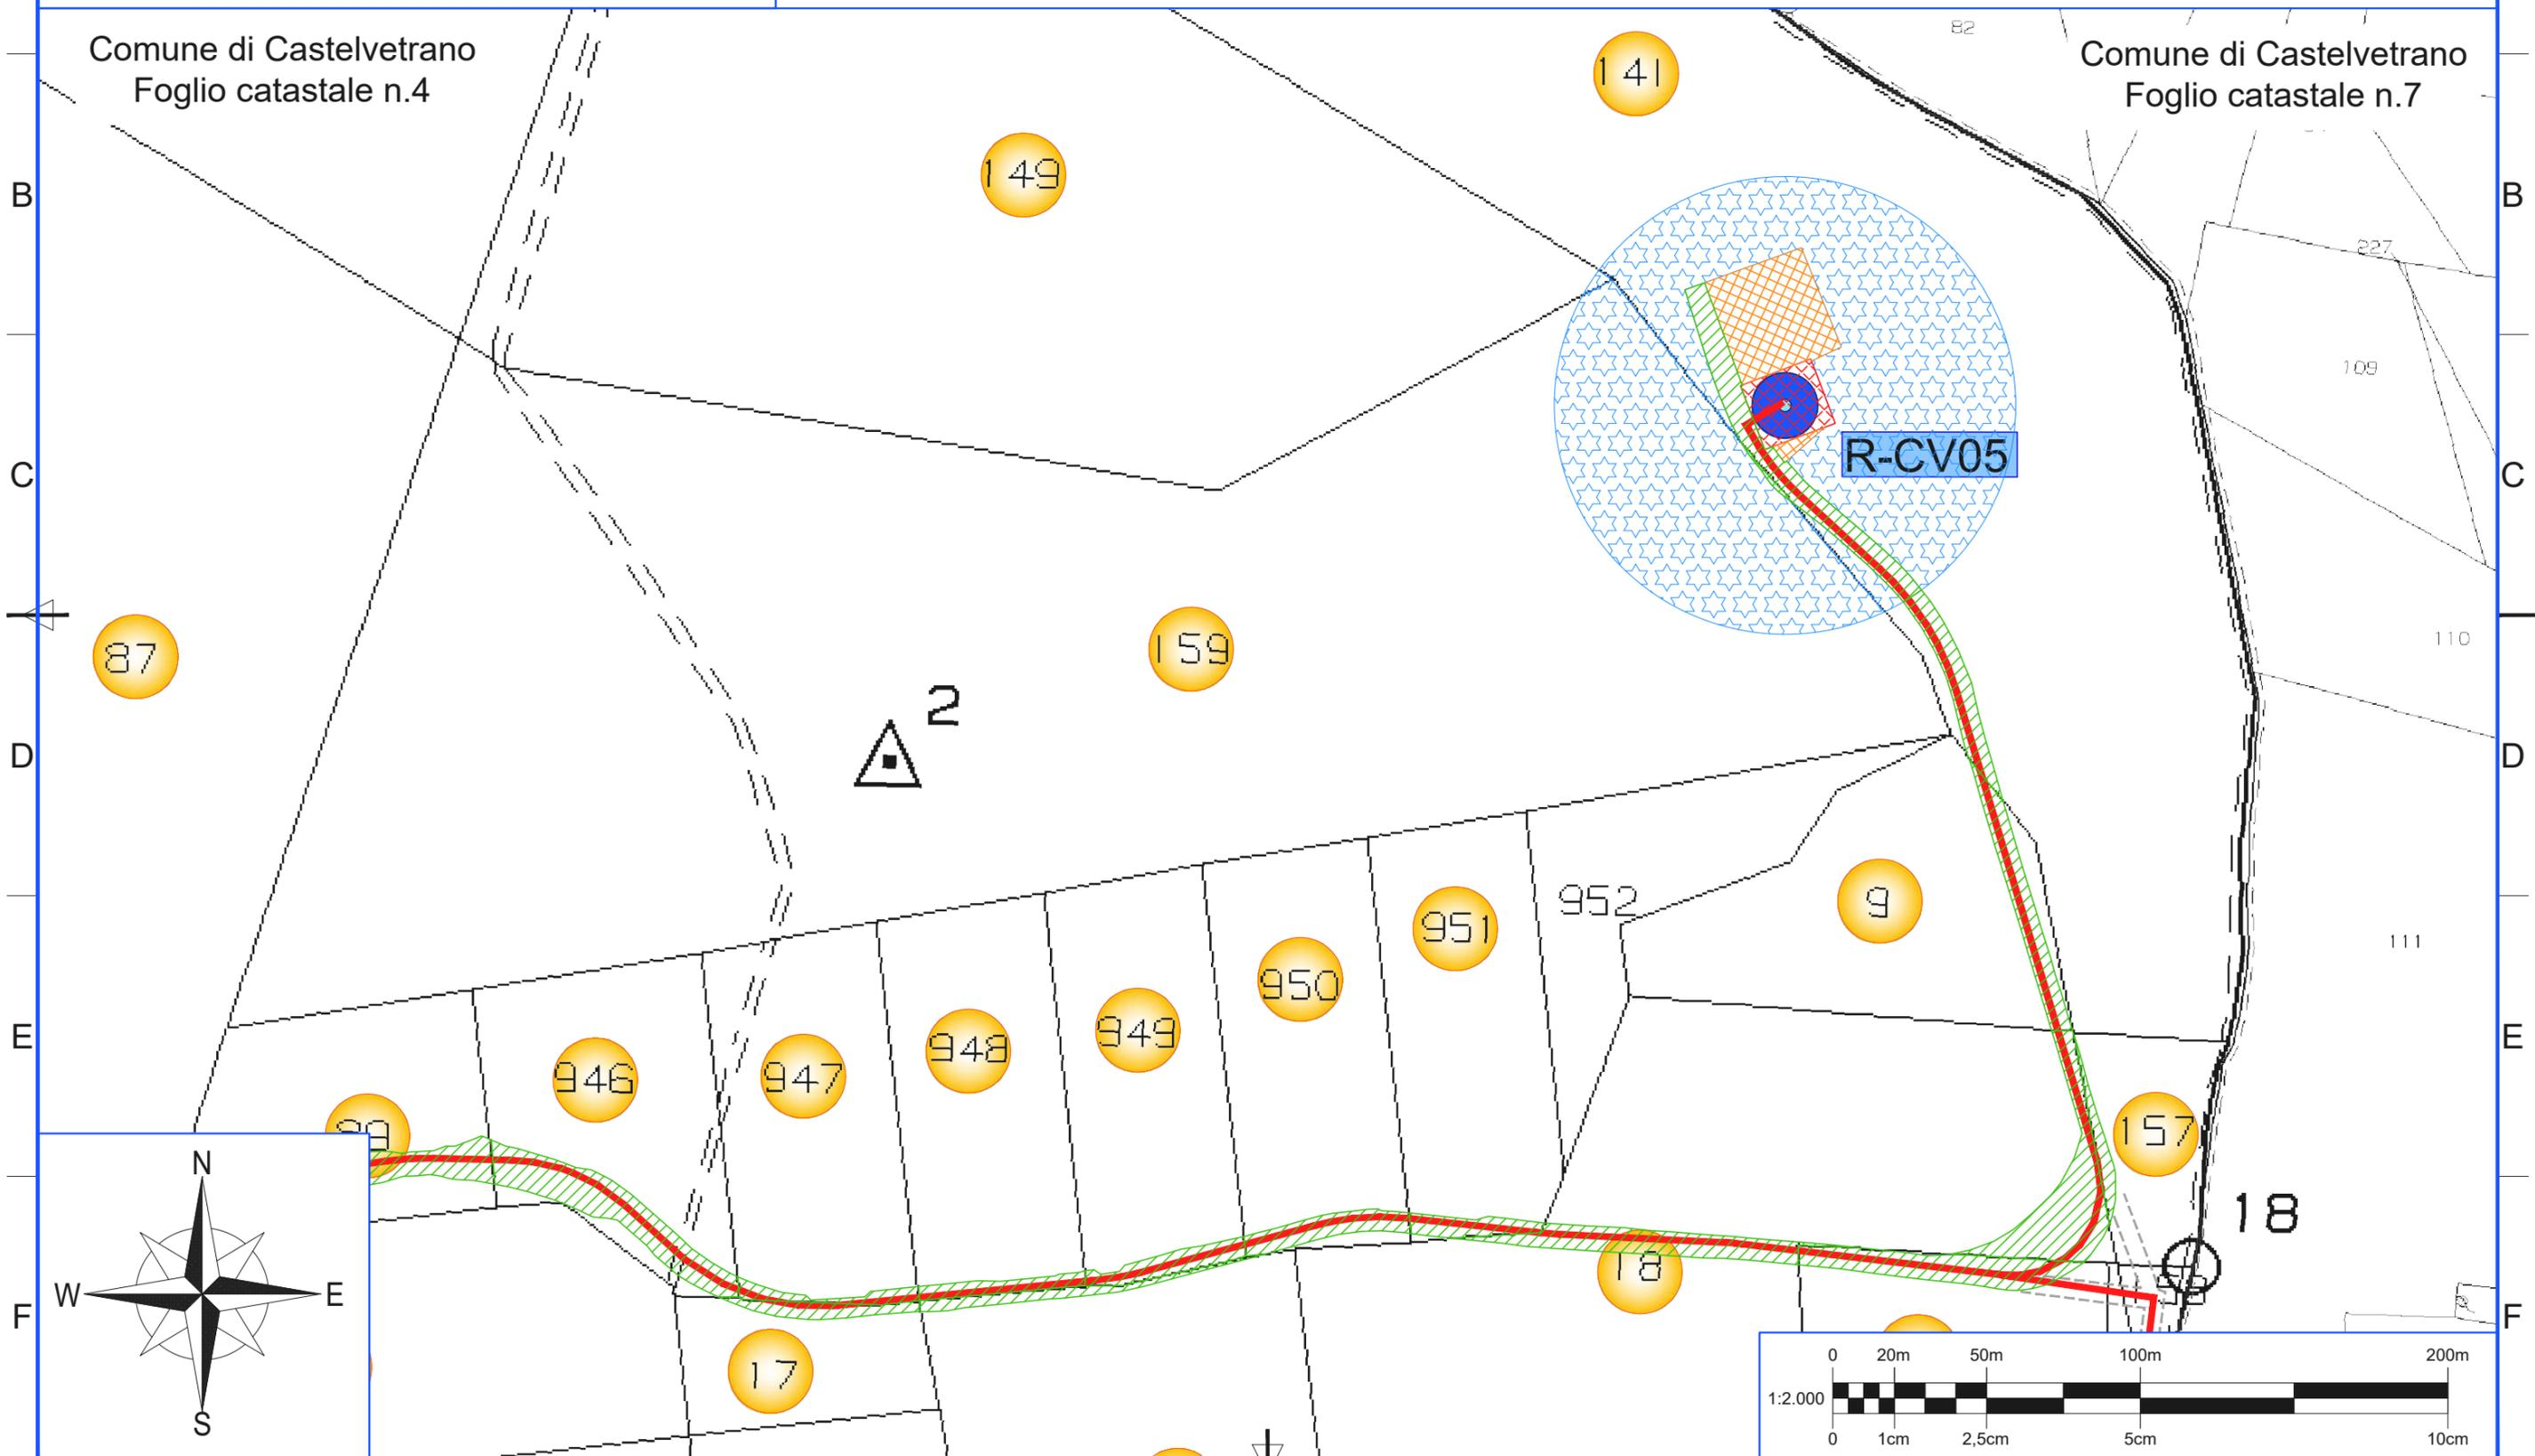 Comune di Castelvetrano
Foglio catastale n.4
Comune di Castelvetrano
Foglio catastale n.7
82
141
149
B
B
227
109
R-CV05
C
C
110
159
87
2
D
D
952
9
951
111
950
949
948
E
E
946
947
157
18
18
F
F
17
N
W
E
S
0
20m
50m
100m
200m
1:2.000
0
1cm
2,5cm
5cm
10cm